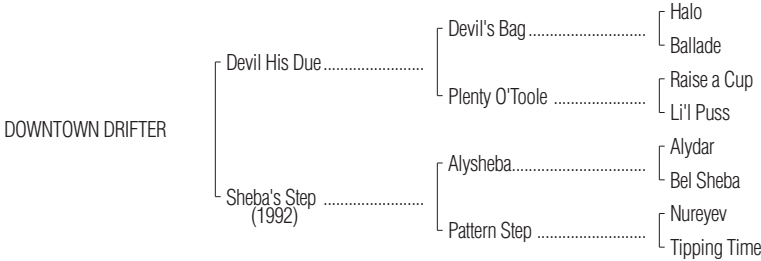 Halo
Devil's Bag ..........................
Ballade
Devil His Due ......................
Raise a Cup
Plenty O'Toole ....................
Li'l Puss
DOWNTOWN DRIFTER
Alydar
Alysheba.............................
Bel Sheba
Sheba's Step ......................
(1992)
Nureyev
Pattern Step .......................
Tipping Time